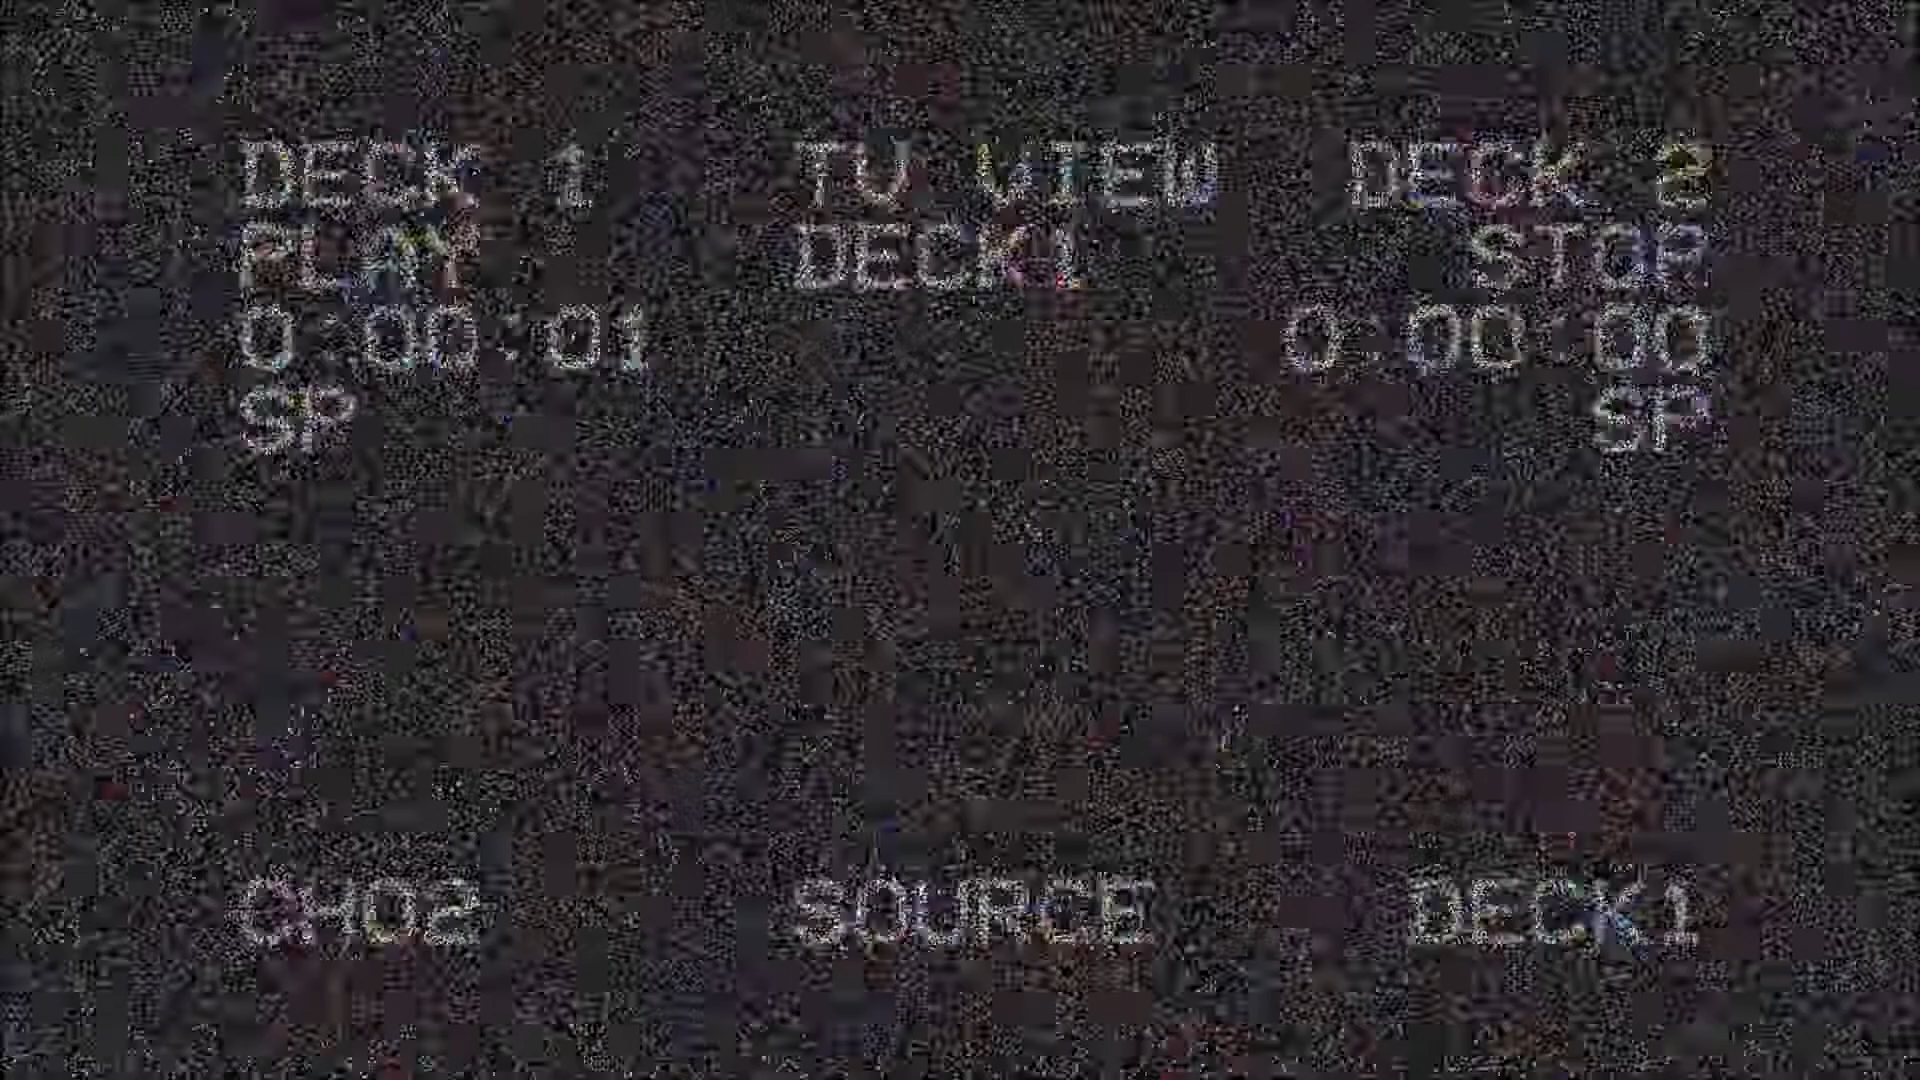 DECK 1 TV VIEW DECK 2
PLAY DECK1 STOP
0:00:01 0:00:00
SP SP
CH02 SOURCE DECK1